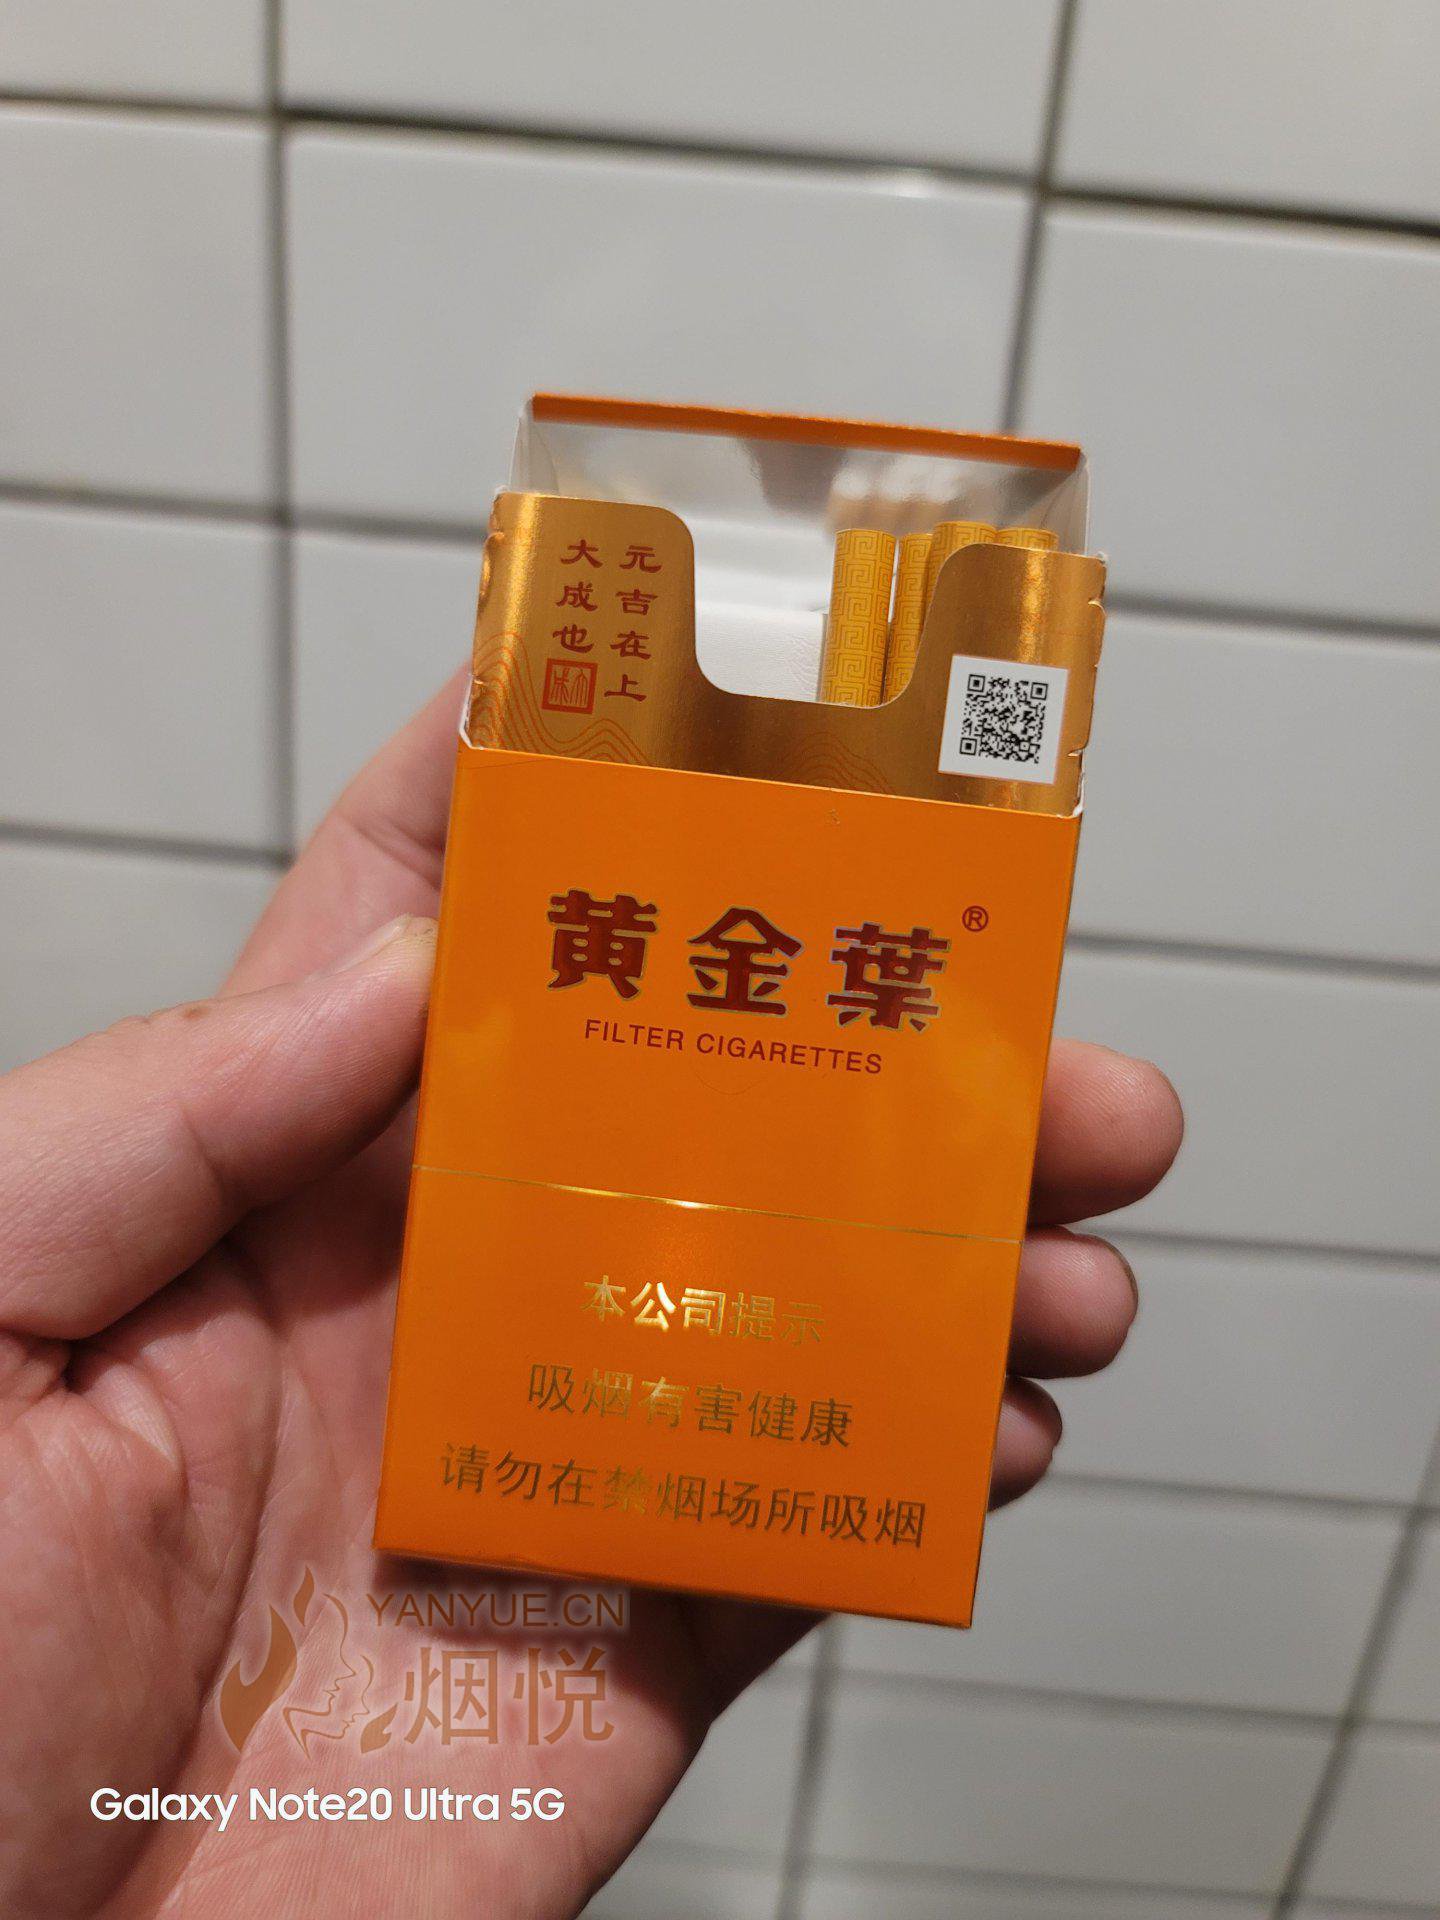 元吉在上
大成也
大成
黄金葉®
FILTER CIGARETTES
本公司提示
吸烟有害健康
请勿在禁烟场所吸烟
YANYUE.CN
烟悦
Galaxy Note20 Ultra 5G